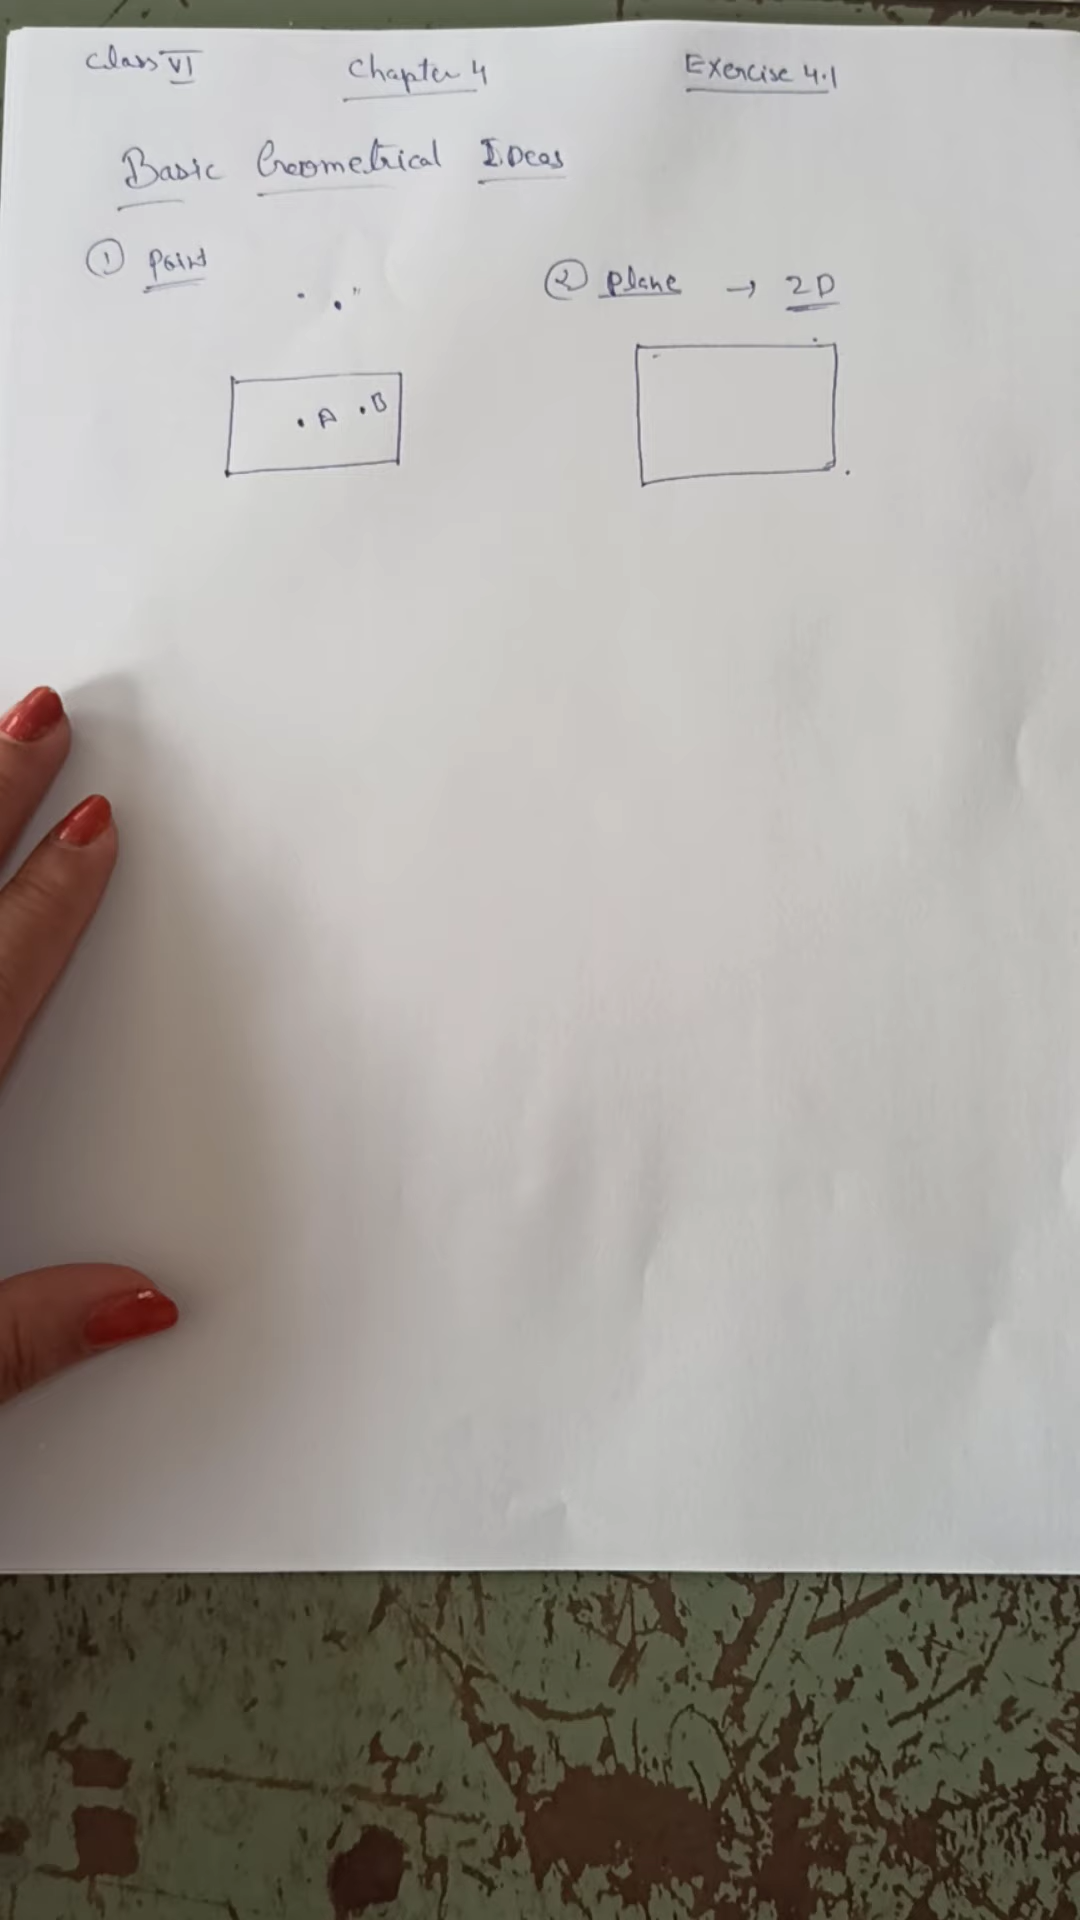 Class VI Chapter 4 Exercise 4.1
Basic Geometrical IDeas
① Point
② Plane → 2D
. A . B